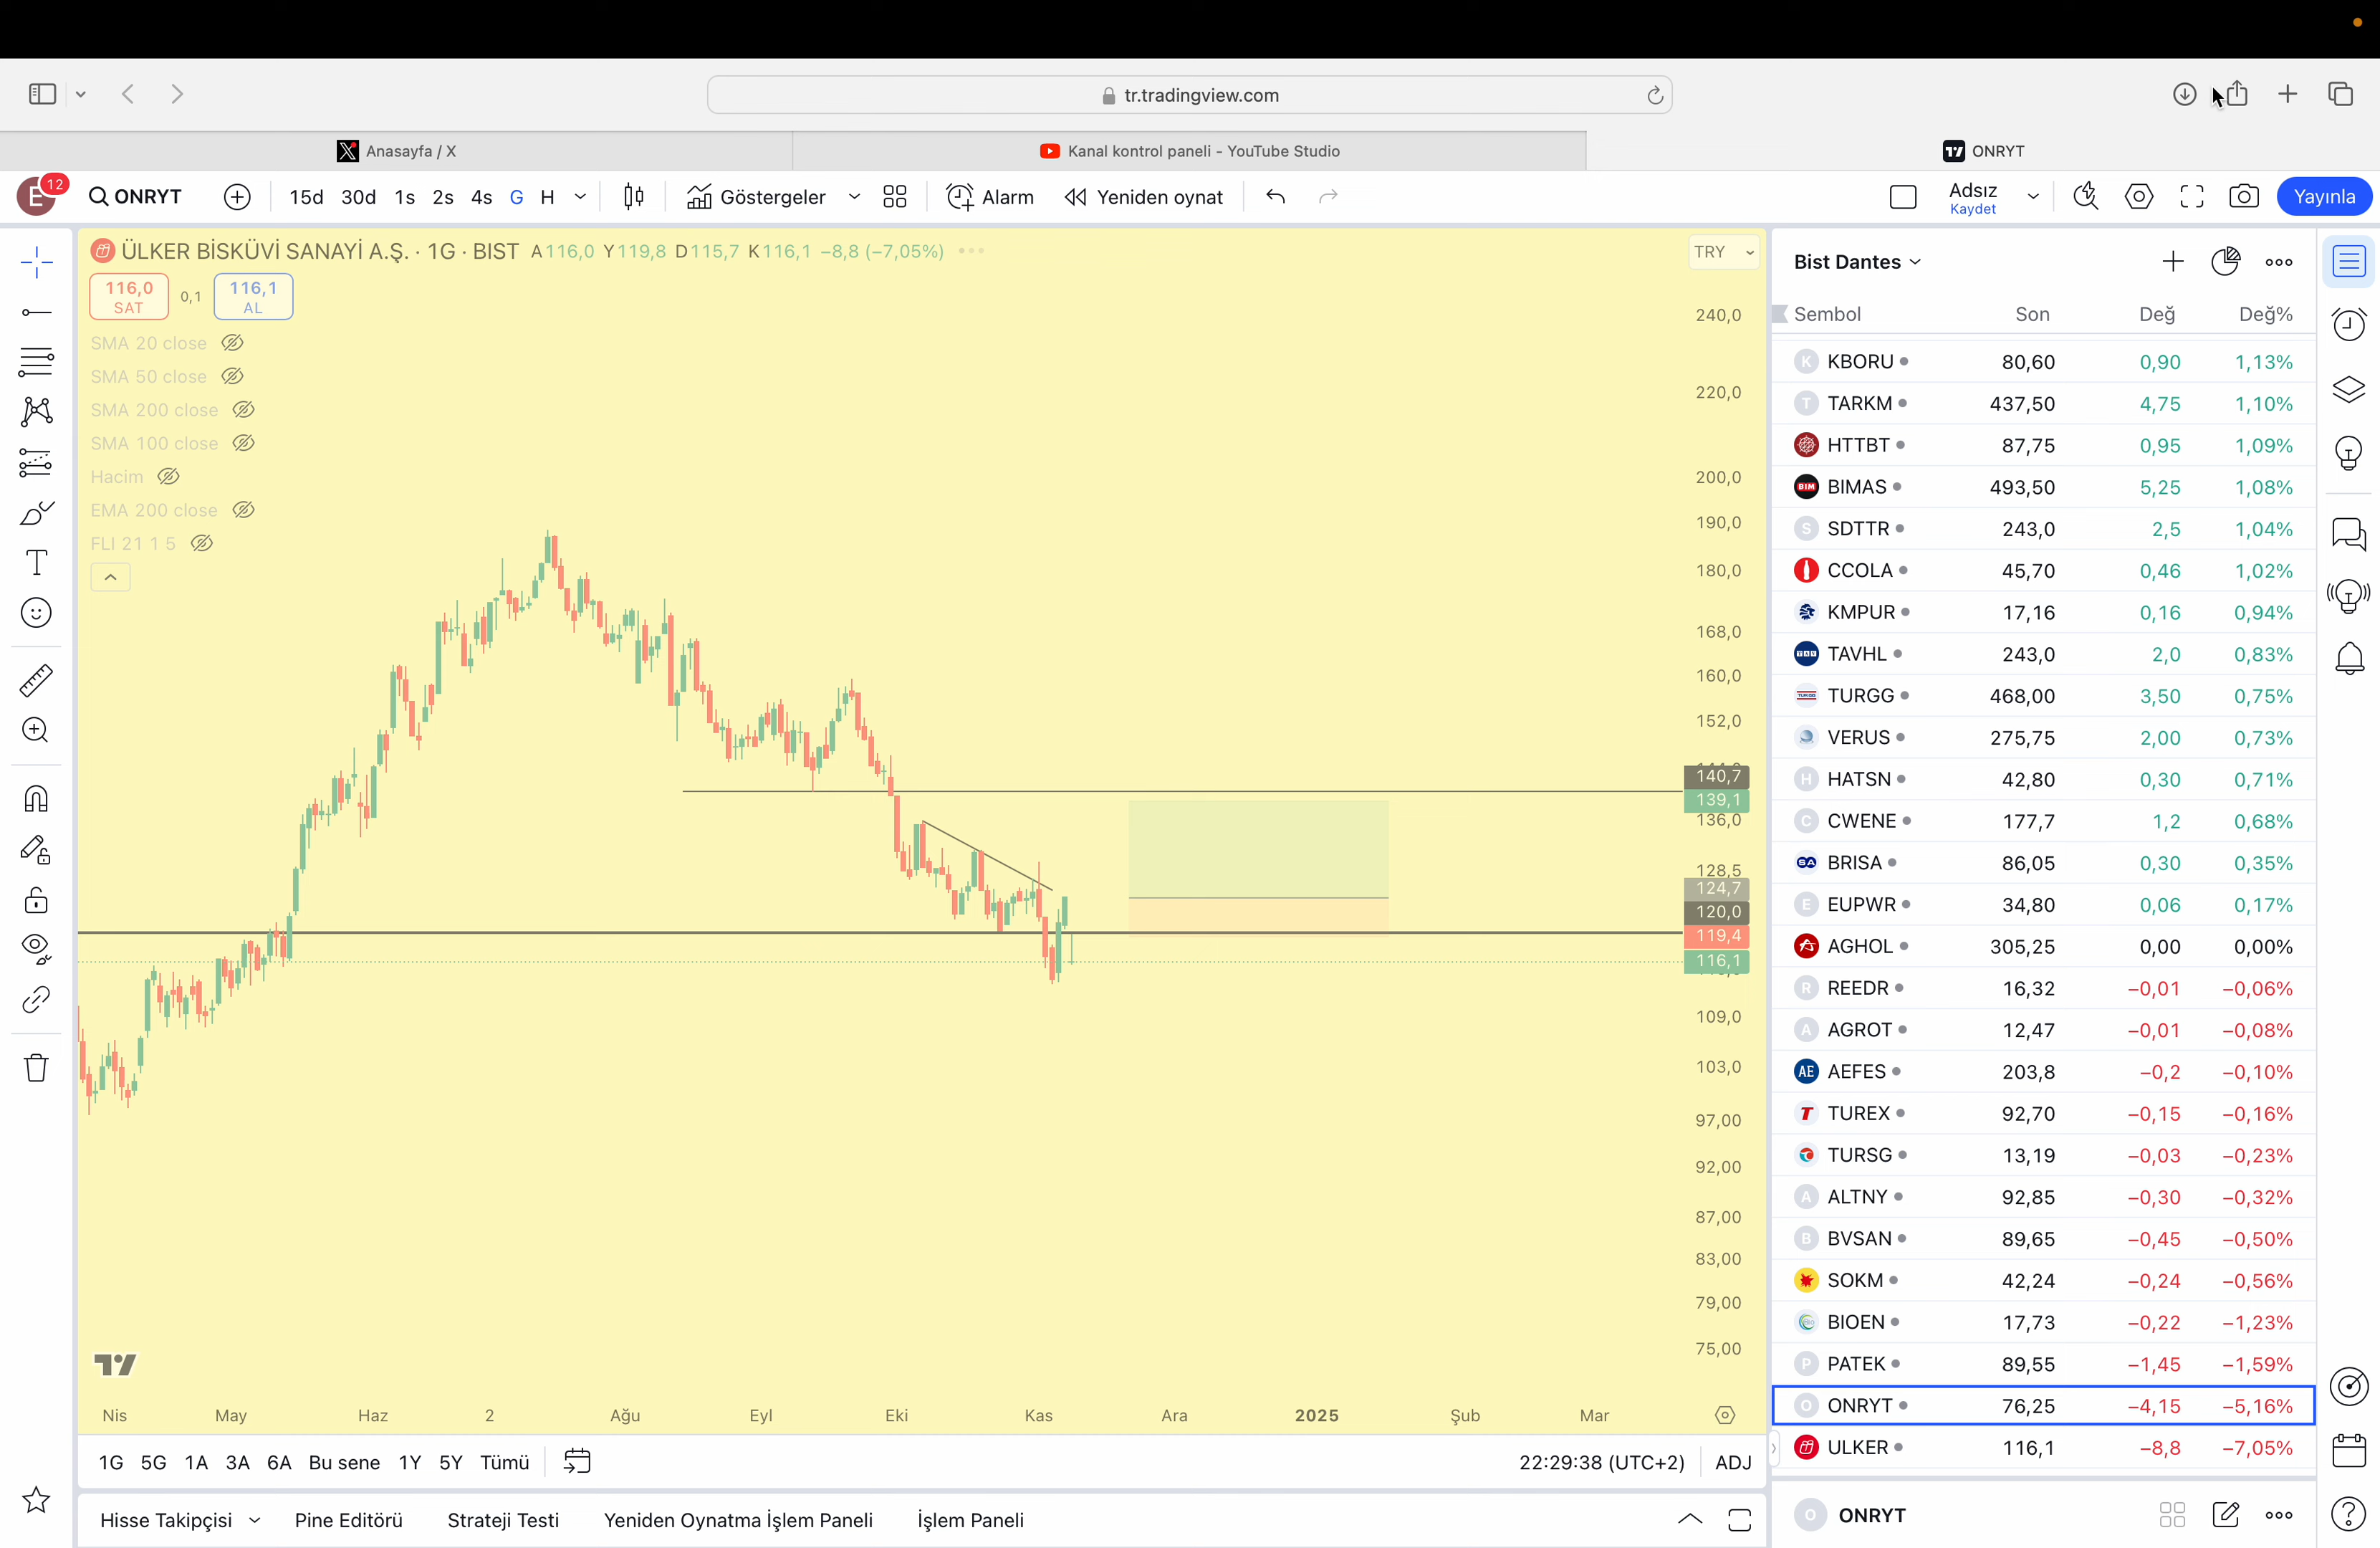 tr.tradingview.com
Anasayfa / X
Kanal kontrol paneli - YouTube Studio
ONRYT
E 12 ONRYT 15d 30d 1s 2s 4s G H Göstergeler Alarm Yeniden oynat Adsız Kaydet Yayınla
ÜLKER BİSKÜVİ SANAYİ A.Ş. · 1G · BIST A116,0 Y119,8 D115,7 K116,1 −8,8 (−7,05%)
TRY
116,0 SAT 0,1 116,1 AL
SMA 20 close
SMA 50 close
SMA 200 close
SMA 100 close
Hacim
EMA 200 close
FLI 21 1 5
240,0
220,0
200,0
190,0
180,0
168,0
160,0
152,0
140,7
139,1
136,0
128,5
124,7
120,0
119,4
116,1
109,0
103,0
97,00
92,00
87,00
83,00
79,00
75,00
Nis May Haz 2 Ağu Eyl Eki Kas Ara 2025 Şub Mar
1G 5G 1A 3A 6A Bu sene 1Y 5Y Tümü 22:29:38 (UTC+2) ADJ
Hisse Takipçisi Pine Editörü Strateji Testi Yeniden Oynatma İşlem Paneli İşlem Paneli
Bist Dantes
Sembol Son Değ Değ%
K KBORU 80,60 0,90 1,13%
T TARKM 437,50 4,75 1,10%
HTTBT 87,75 0,95 1,09%
BIM BIMAS 493,50 5,25 1,08%
S SDTTR 243,0 2,5 1,04%
CCOLA 45,70 0,46 1,02%
KMPUR 17,16 0,16 0,94%
TAVHL 243,0 2,0 0,83%
TURGG 468,00 3,50 0,75%
VERUS 275,75 2,00 0,73%
H HATSN 42,80 0,30 0,71%
C CWENE 177,7 1,2 0,68%
BRISA 86,05 0,30 0,35%
E EUPWR 34,80 0,06 0,17%
AGHOL 305,25 0,00 0,00%
R REEDR 16,32 −0,01 −0,06%
A AGROT 12,47 −0,01 −0,08%
AE AEFES 203,8 −0,2 −0,10%
T TUREX 92,70 −0,15 −0,16%
TURSG 13,19 −0,03 −0,23%
A ALTNY 92,85 −0,30 −0,32%
B BVSAN 89,65 −0,45 −0,50%
SOKM 42,24 −0,24 −0,56%
BIOEN 17,73 −0,22 −1,23%
P PATEK 89,55 −1,45 −1,59%
O ONRYT 76,25 −4,15 −5,16%
ULKER 116,1 −8,8 −7,05%
O ONRYT